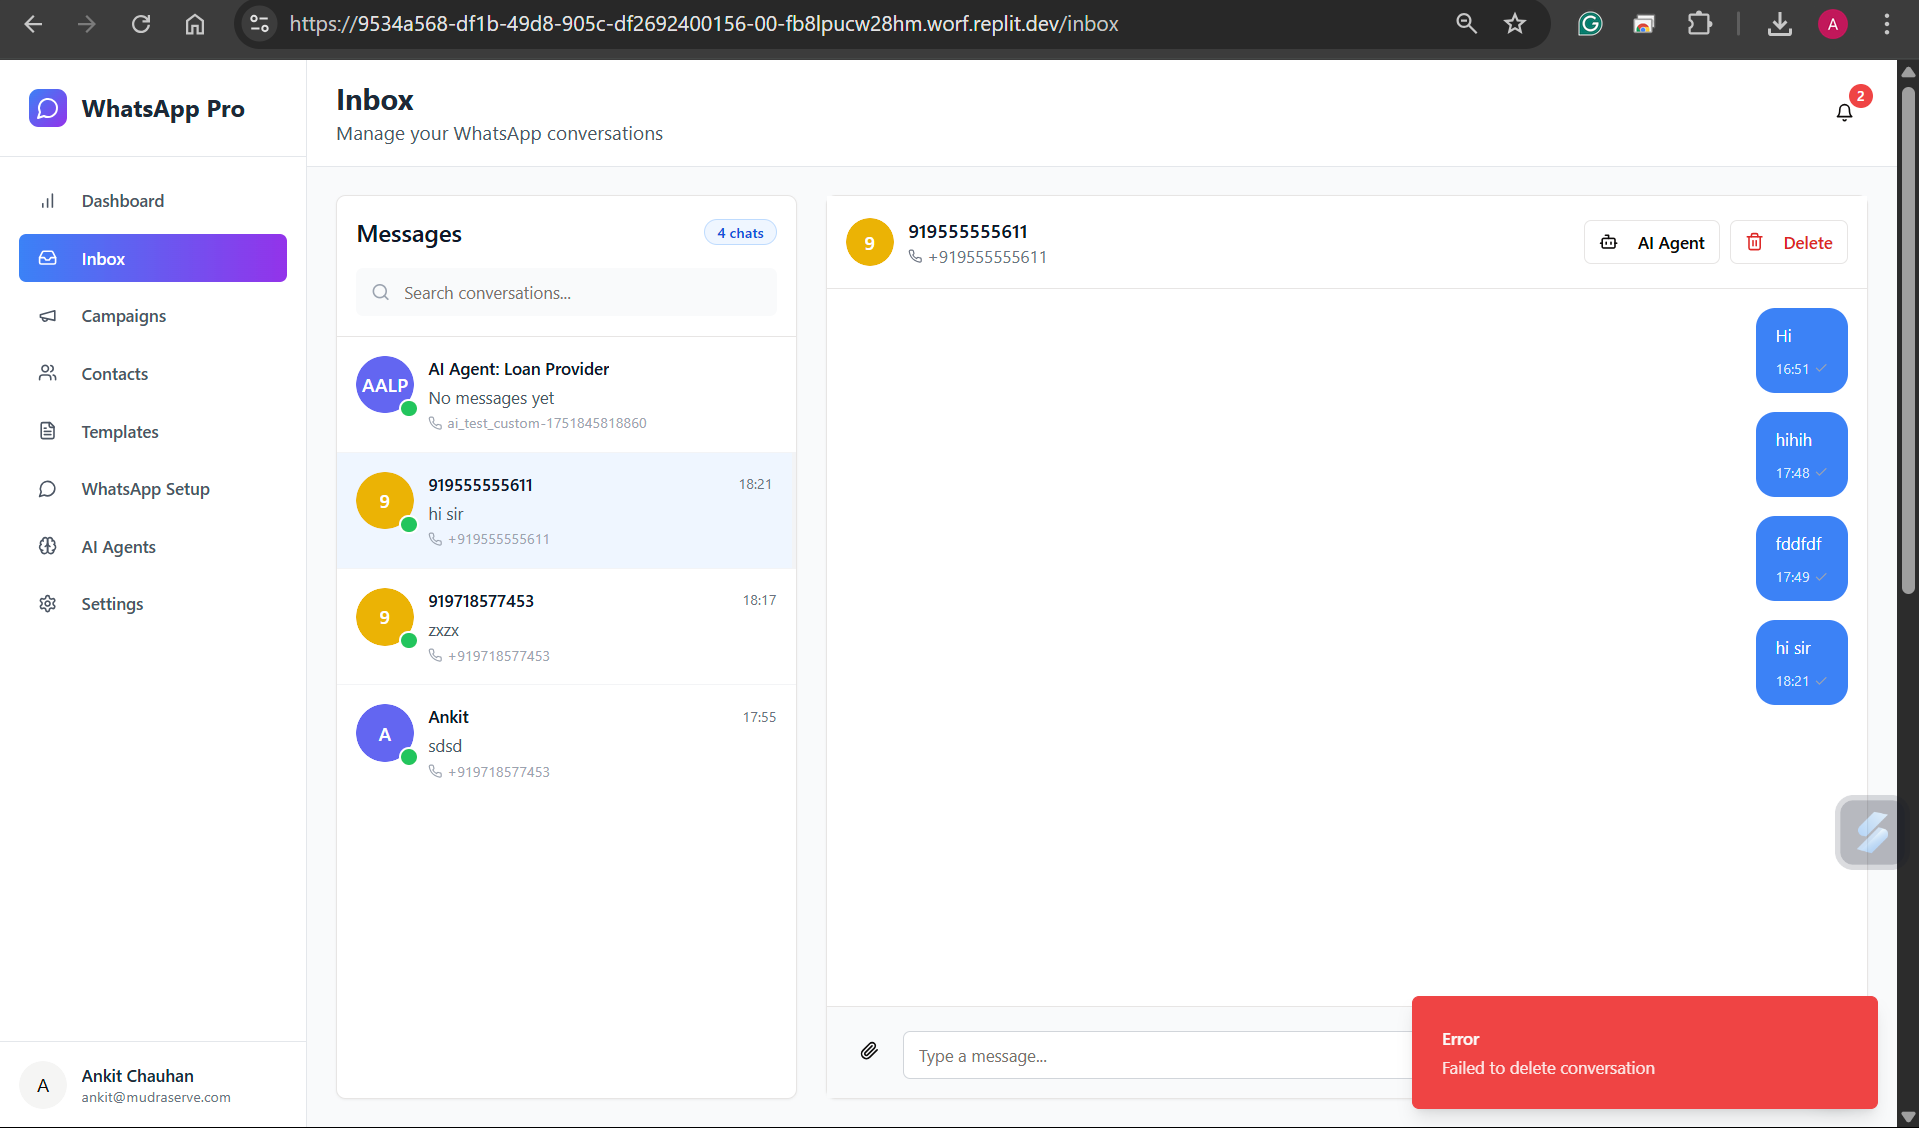 https://9534a568-df1b-49d8-905c-df2692400156-00-fb8lpucw28hm.worf.replit.dev/inbox
A
WhatsApp Pro
Dashboard
Inbox
Campaigns
Contacts
Templates
WhatsApp Setup
AI Agents
Settings
A
Ankit Chauhan
ankit@mudraserve.com
Inbox
Manage your WhatsApp conversations
2
Messages
4 chats
Search conversations...
AALP
AI Agent: Loan Provider
No messages yet
ai_test_custom-1751845818860
9
919555555611
18:21
hi sir
+919555555611
9
919718577453
18:17
zxzx
+919718577453
A
Ankit
17:55
sdsd
+919718577453
9
919555555611
+919555555611
AI Agent
Delete
Hi
16:51
hihih
17:48
fddfdf
17:49
hi sir
18:21
Type a message...
Error
Failed to delete conversation